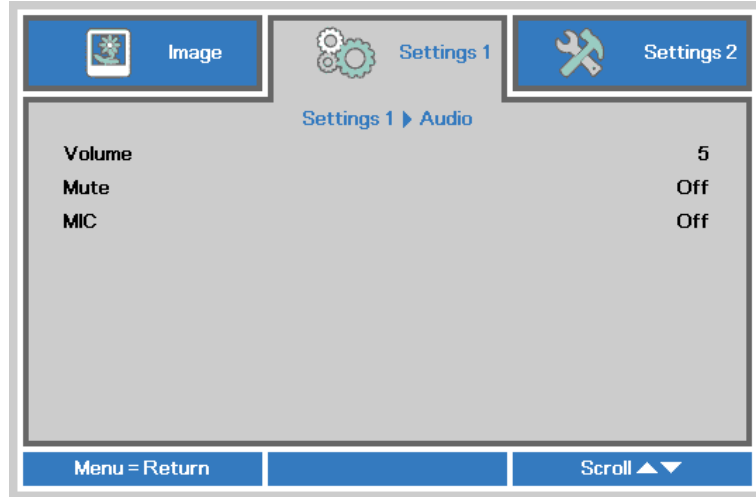 Image Settings 1 Settings 2
Settings 1 ▶ Audio
Volume 5
Mute Off
MIC Off
Menu = Return Scroll ▲▼